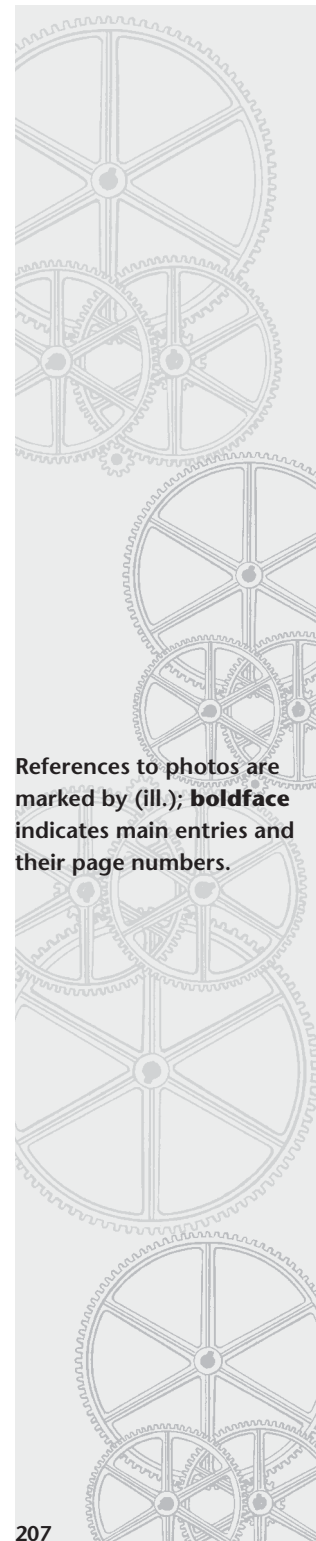 References to photos are
marked by (ill.); boldface
indicates main entries and
their page numbers.
207